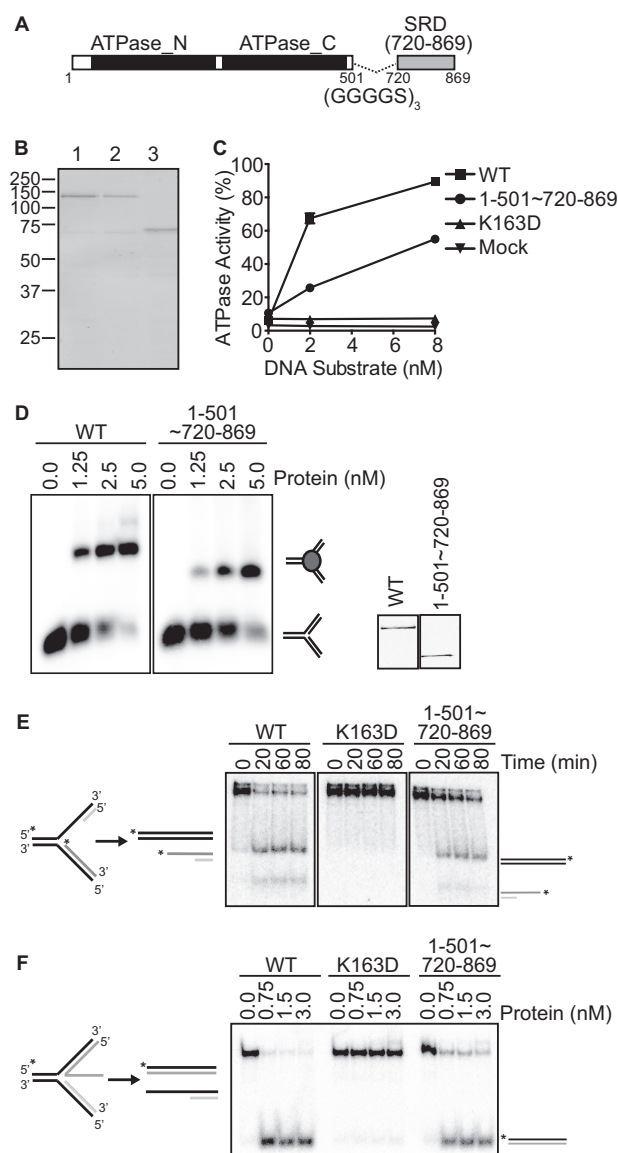 A
ATPase_N
ATPase_C
SRD
(720-869)
1
501
720
869
(GGGGS)3
B
1 2 3
250
150
100
75
50
37
25
C
ATPase Activity (%)
100
80
60
40
20
0
0 2 4 6 8
DNA Substrate (nM)
WT
1-501~720-869
K163D
Mock
D
WT
1-501
~720-869
0.0 1.25 2.5 5.0
0.0 1.25 2.5 5.0
Protein (nM)
WT
1-501~720-869
E
WT
K163D
1-501~
720-869
0 20 60 80
0 20 60 80
0 20 60 80
Time (min)
3'
5'
5'*
3'
*
3'
5'
*
*
*
*
F
WT
K163D
1-501~
720-869
0.0 0.75 1.5 3.0
0.0 0.75 1.5 3.0
0.0 0.75 1.5 3.0
Protein (nM)
3'
5'
*
5'
3'
3'
5'
*
*